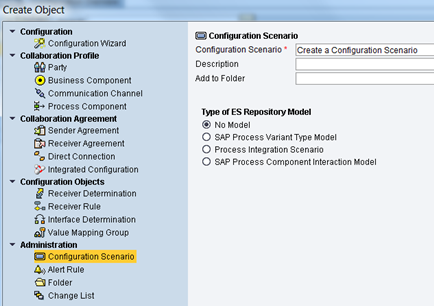 Create Object
Configuration
Configuration Wizard
Collaboration Profile
Party
Business Component
Communication Channel
Process Component
Collaboration Agreement
Sender Agreement
Receiver Agreement
Direct Connection
Integrated Configuration
Configuration Objects
Receiver Determination
Receiver Rule
Interface Determination
Value Mapping Group
Administration
Configuration Scenario
Alert Rule
Folder
Change List
Configuration Scenario
Configuration Scenario * Create a Configuration Scenario
Description
Add to Folder
Type of ES Repository Model
No Model
SAP Process Variant Type Model
Process Integration Scenario
SAP Process Component Interaction Model